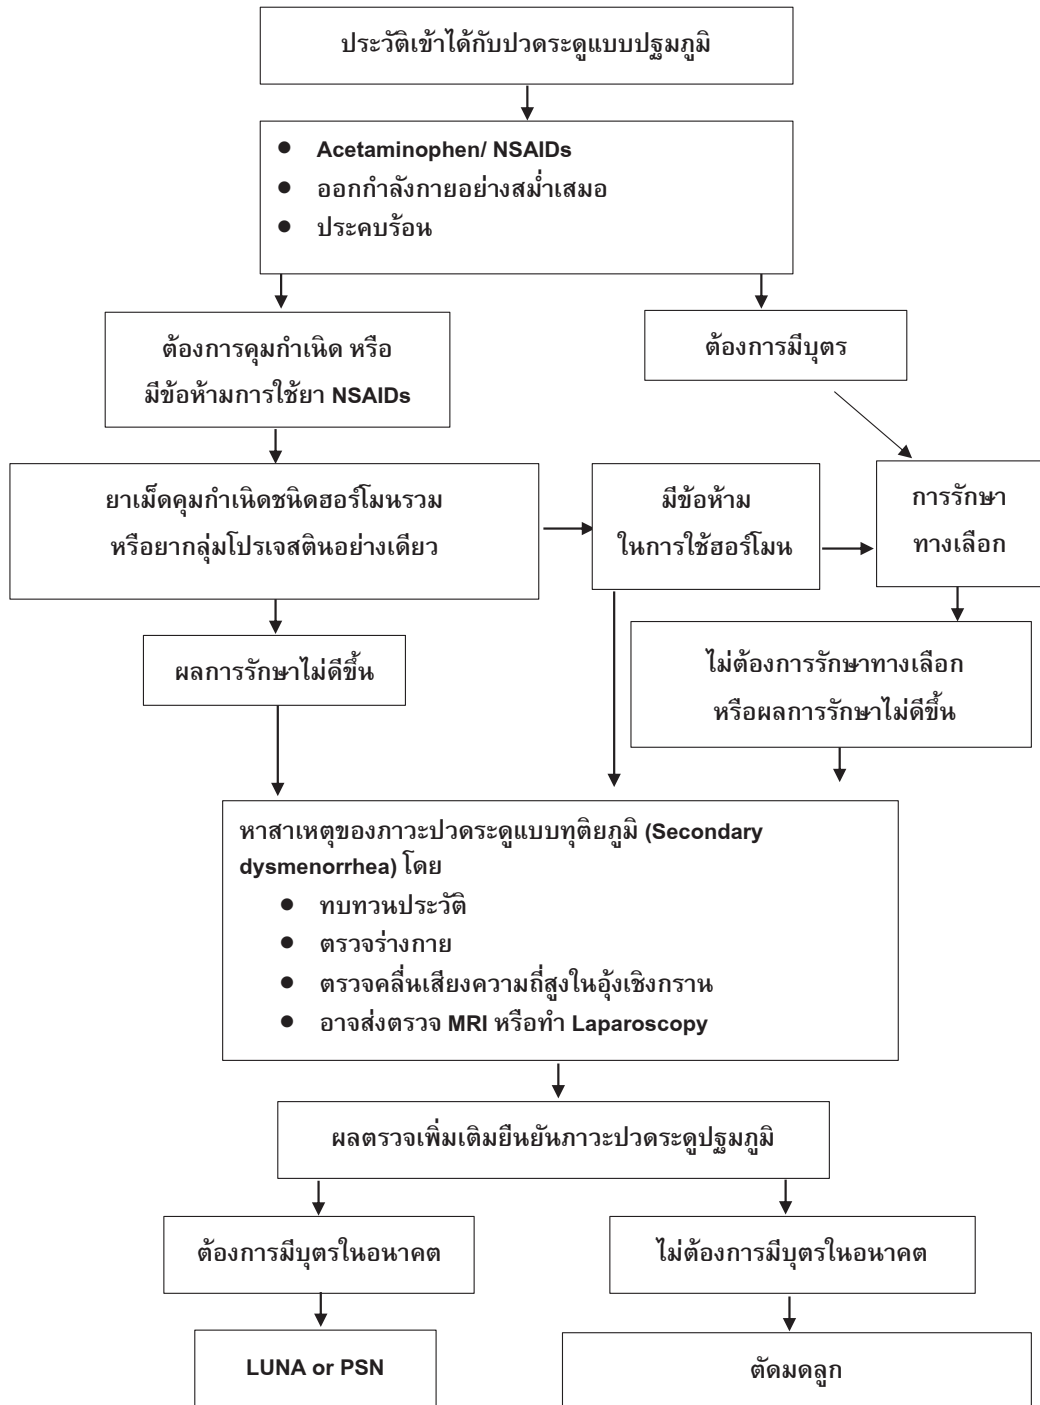 ประวัติเข้าได้กับปวดระดูแบบปฐมภูมิ
● Acetaminophen/ NSAIDs
● ออกกำลังกายอย่างสม่ำเสมอ
● ประคบร้อน
ต้องการคุมกำเนิด หรือ
มีข้อห้ามการใช้ยา NSAIDs
ต้องการมีบุตร
ยาเม็ดคุมกำเนิดชนิดฮอร์โมนรวม
หรือยากลุ่มโปรเจสตินอย่างเดียว
มีข้อห้าม
ในการใช้ฮอร์โมน
การรักษา
ทางเลือก
ผลการรักษาไม่ดีขึ้น
ไม่ต้องการรักษาทางเลือก
หรือผลการรักษาไม่ดีขึ้น
หาสาเหตุของภาวะปวดระดูแบบทุติยภูมิ (Secondary
dysmenorrhea) โดย
● ทบทวนประวัติ
● ตรวจร่างกาย
● ตรวจคลื่นเสียงความถี่สูงในอุ้งเชิงกราน
● อาจส่งตรวจ MRI หรือทำ Laparoscopy
ผลตรวจเพิ่มเติมยืนยันภาวะปวดระดูปฐมภูมิ
ต้องการมีบุตรในอนาคต
ไม่ต้องการมีบุตรในอนาคต
LUNA or PSN
ตัดมดลูก